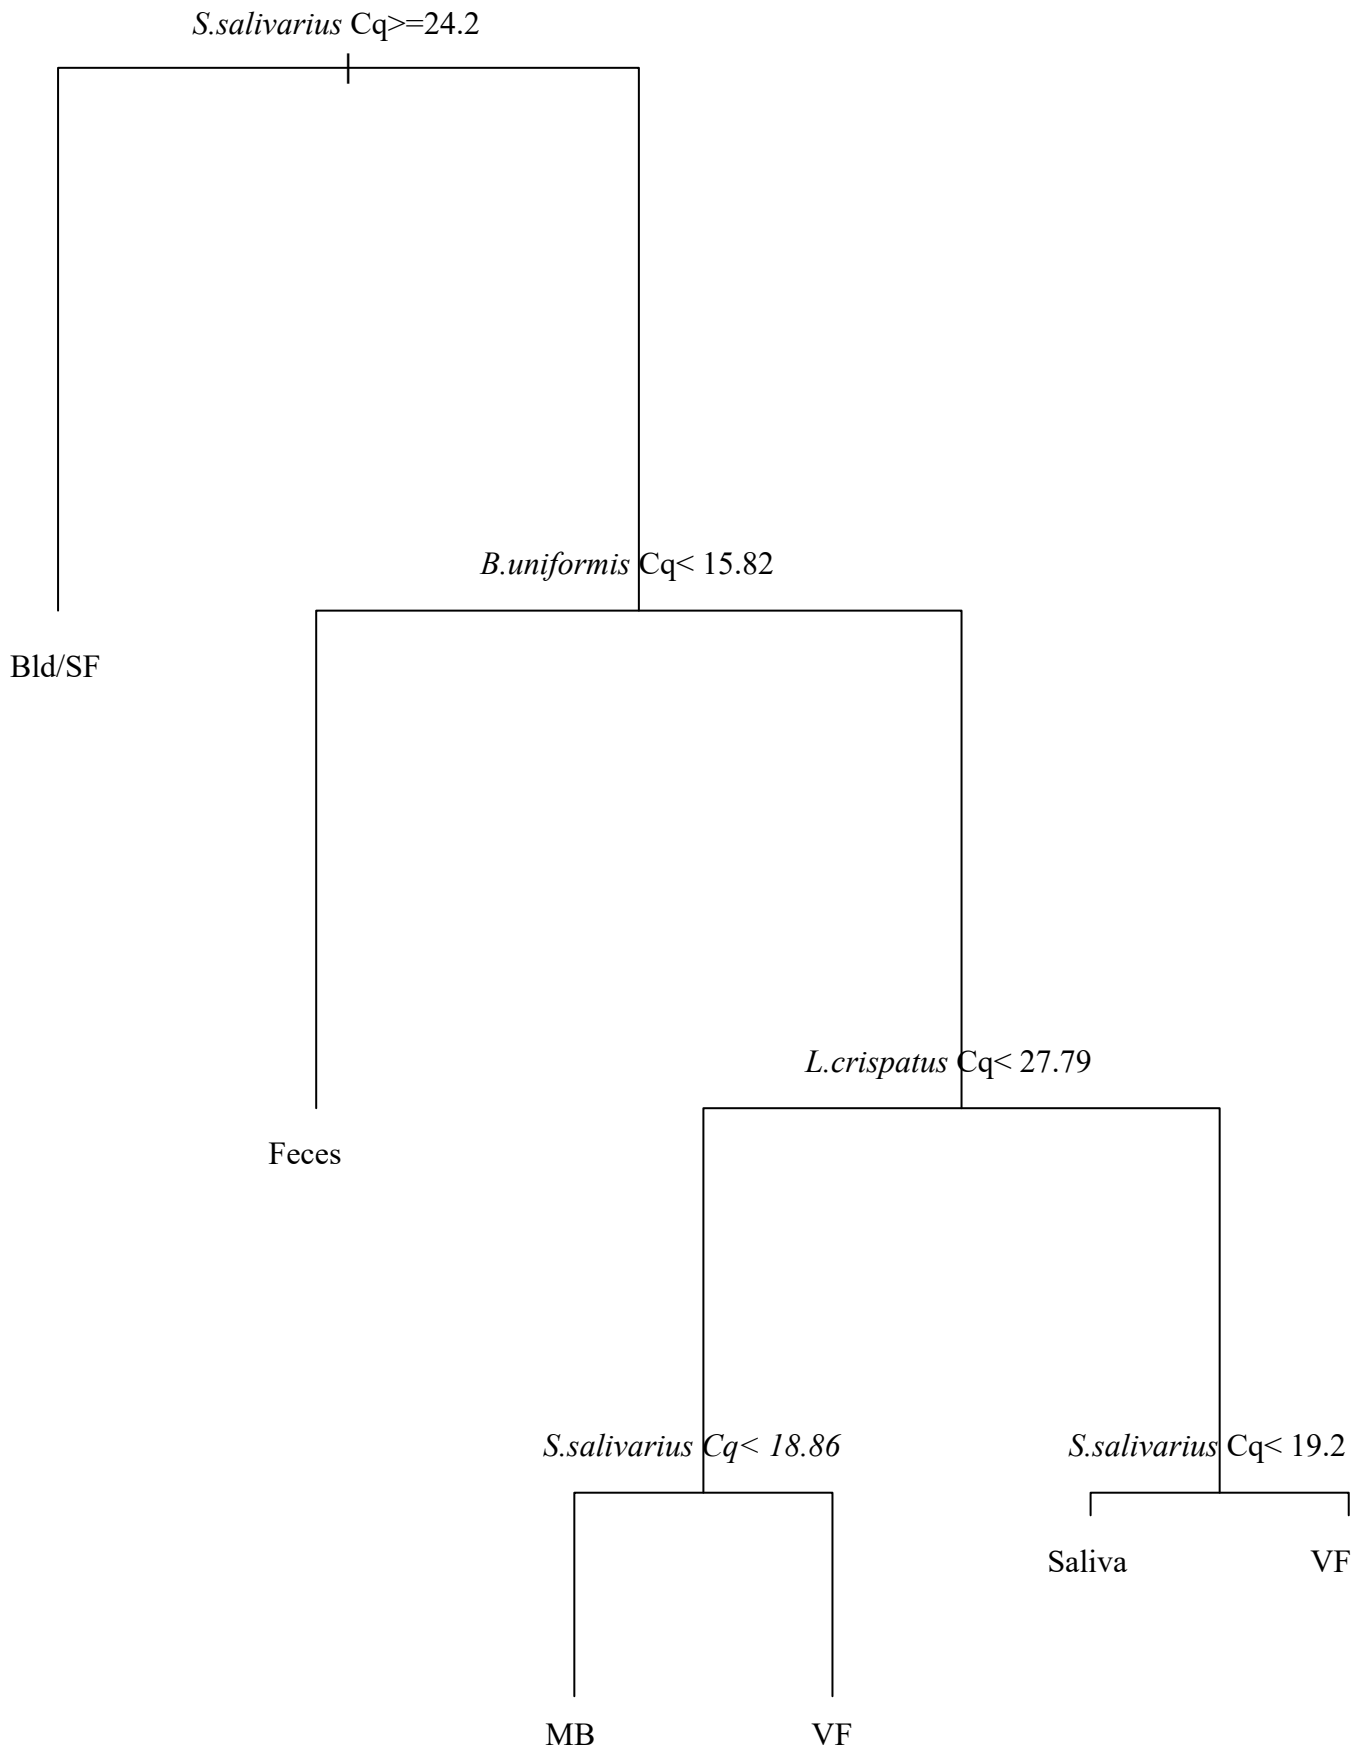 S.salivarius Cq>=24.2
B.uniformis Cq< 15.82
Bld/SF
L.crispatus Cq< 27.79
Feces
S.salivarius Cq< 18.86
S.salivarius Cq< 19.2
Saliva
VF
MB
VF